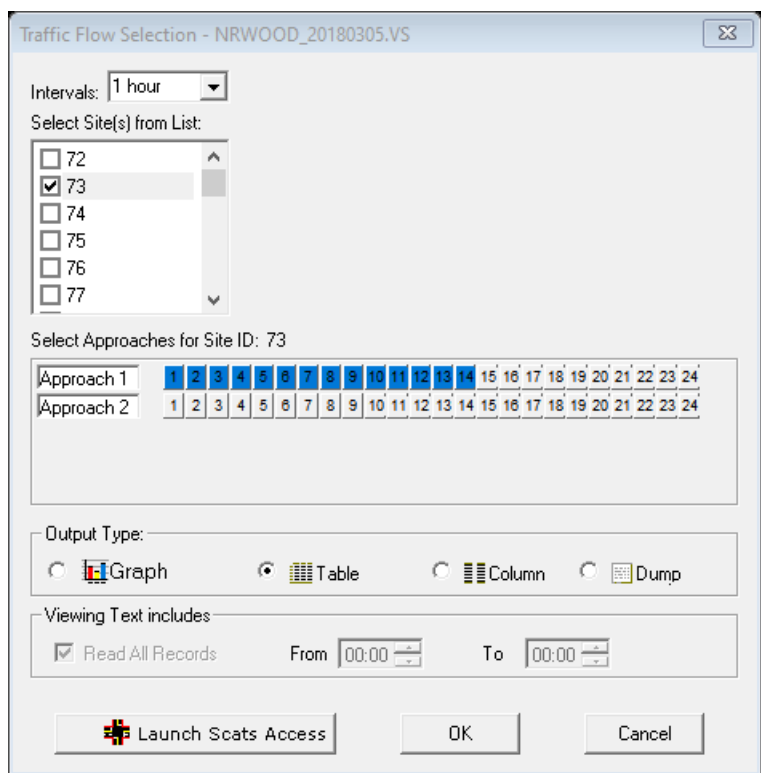 Traffic Flow Selection - NRWOOD_20180305.VS
Intervals: 1 hour
Select Site(s) from List:
72
73
74
75
76
77
Select Approaches for Site ID: 73
Approach 1 1 2 3 4 5 6 7 8 9 10 11 12 13 14 15 16 17 18 19 20 21 22 23 24
Approach 2 1 2 3 4 5 6 7 8 9 10 11 12 13 14 15 16 17 18 19 20 21 22 23 24
Output Type:
Graph Table Column Dump
Viewing Text includes
Read All Records From 00:00 To 00:00
Launch Scats Access OK Cancel